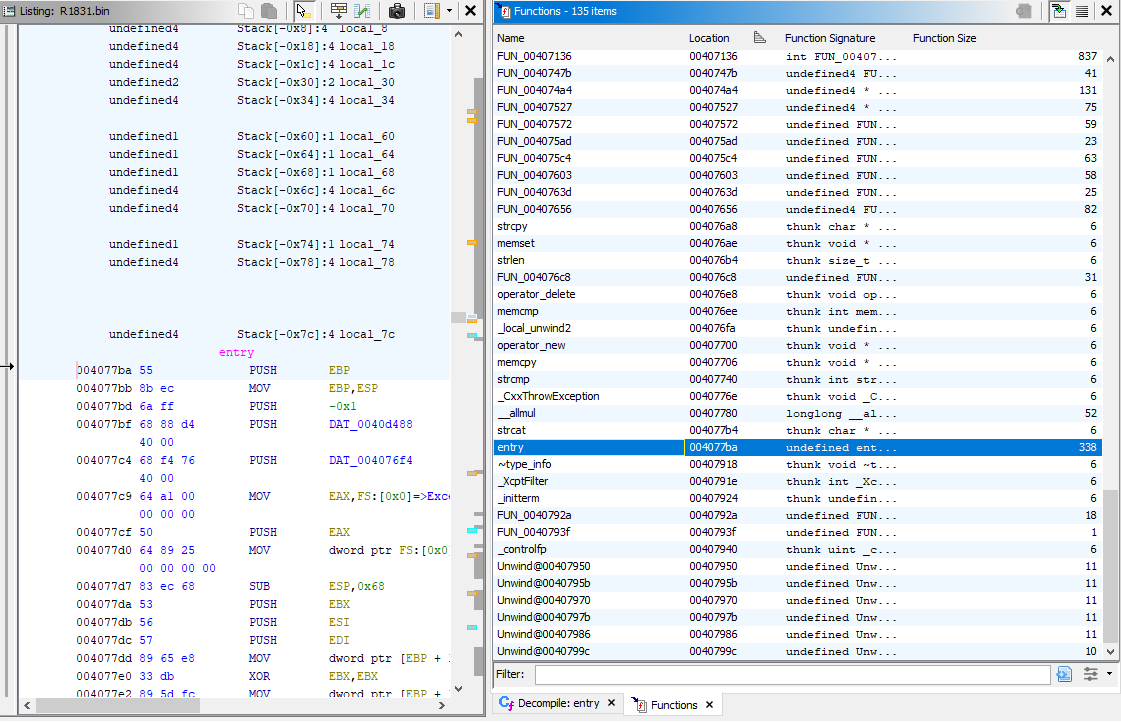 Listing: R1831.bin
undefined4 Stack[-0x8]:4 local_8
undefined4 Stack[-0x18]:4 local_18
undefined4 Stack[-0x1c]:4 local_1c
undefined2 Stack[-0x30]:2 local_30
undefined4 Stack[-0x34]:4 local_34
undefined1 Stack[-0x60]:1 local_60
undefined1 Stack[-0x64]:1 local_64
undefined1 Stack[-0x68]:1 local_68
undefined4 Stack[-0x6c]:4 local_6c
undefined4 Stack[-0x70]:4 local_70
undefined1 Stack[-0x74]:1 local_74
undefined4 Stack[-0x78]:4 local_78
undefined4 Stack[-0x7c]:4 local_7c
entry
004077ba 55 PUSH EBP
004077bb 8b ec MOV EBP,ESP
004077bd 6a ff PUSH -0x1
004077bf 68 88 d4 PUSH DAT_0040d488
40 00
004077c4 68 f4 76 PUSH DAT_004076f4
40 00
004077c9 64 a1 00 MOV EAX,FS:[0x0]=>Exce
00 00 00
004077cf 50 PUSH EAX
004077d0 64 89 25 MOV dword ptr FS:[0x0
00 00 00 00
004077d7 83 ec 68 SUB ESP,0x68
004077da 53 PUSH EBX
004077db 56 PUSH ESI
004077dc 57 PUSH EDI
004077dd 89 65 e8 MOV dword ptr [EBP +
004077e0 33 db XOR EBX,EBX
004077e2 89 5d fc MOV dword ptr [EBP +
Functions - 135 items
Name Location Function Signature Function Size
FUN_00407136 00407136 int FUN_00407... 837
FUN_0040747b 0040747b undefined4 FU... 41
FUN_004074a4 004074a4 undefined4 * ... 131
FUN_00407527 00407527 undefined4 * ... 75
FUN_00407572 00407572 undefined FUN... 59
FUN_004075ad 004075ad undefined FUN... 23
FUN_004075c4 004075c4 undefined FUN... 63
FUN_00407603 00407603 undefined FUN... 58
FUN_0040763d 0040763d undefined FUN... 25
FUN_00407656 00407656 undefined4 FU... 82
strcpy 004076a8 thunk char * ... 6
memset 004076ae thunk void * ... 6
strlen 004076b4 thunk size_t ... 6
FUN_004076c8 004076c8 undefined FUN... 31
operator_delete 004076e8 thunk void op... 6
memcmp 004076ee thunk int mem... 6
_local_unwind2 004076fa thunk undefin... 6
operator_new 00407700 thunk void * ... 6
memcpy 00407706 thunk void * ... 6
strcmp 00407740 thunk int str... 6
_CxxThrowException 0040776e thunk void _C... 6
__allmul 00407780 longlong __al... 52
strcat 004077b4 thunk char * ... 6
entry 004077ba undefined ent... 338
~type_info 00407918 thunk void ~t... 6
_XcptFilter 0040791e thunk int _Xc... 6
_initterm 00407924 thunk undefin... 6
FUN_0040792a 0040792a undefined FUN... 18
FUN_0040793f 0040793f undefined FUN... 1
_controlfp 00407940 thunk uint _c... 6
Unwind@00407950 00407950 undefined Unw... 11
Unwind@0040795b 0040795b undefined Unw... 11
Unwind@00407970 00407970 undefined Unw... 11
Unwind@0040797b 0040797b undefined Unw... 11
Unwind@00407986 00407986 undefined Unw... 11
Unwind@0040799c 0040799c undefined Unw... 10
Filter:
Decompile: entry
Functions